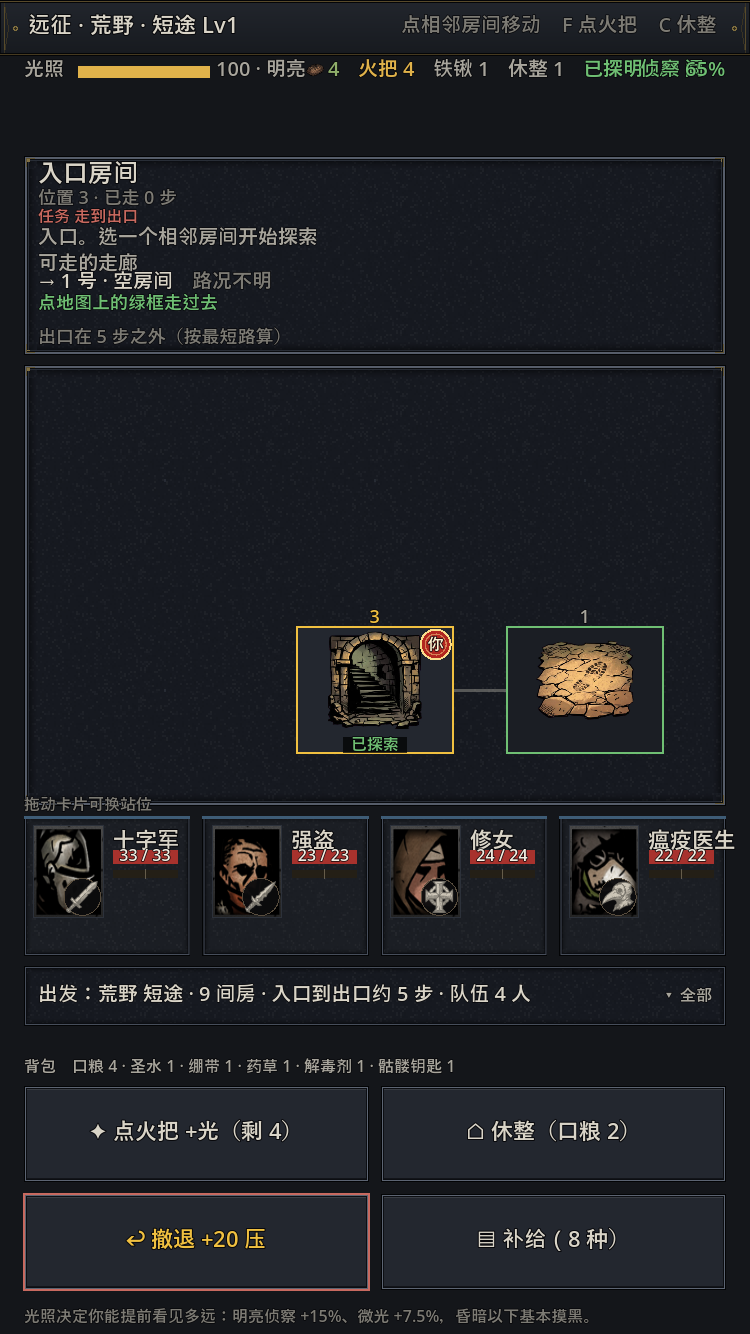 远征 · 荒野 · 短途 Lv1 点相邻房间移动 F 点火把 C 休整
光照 100 · 明亮 4 火把 4 铁锹 1 休整 1 已探明 侦察 65%
入口房间
位置 3 · 已走 0 步
任务 走到出口
入口。选一个相邻房间开始探索
可走的走廊
→ 1 号 · 空房间 路况不明
点地图上的绿框走过去
出口在 5 步之外（按最短路算）
3 1
你
已探索
拖动卡片可换站位
十字军 强盗 修女 瘟疫医生
33 / 33 23 / 23 24 / 24 22 / 22
出发：荒野 短途 · 9 间房 · 入口到出口约 5 步 · 队伍 4 人 ▾ 全部
背包 口粮 4 · 圣水 1 · 绷带 1 · 药草 1 · 解毒剂 1 · 骷髅钥匙 1
✦ 点火把 +光（剩 4） ⌂ 休整（口粮 2）
↩ 撤退 +20 压 ▤ 补给 ( 8 种）
光照决定你能提前看见多远：明亮侦察 +15%、微光 +7.5%，昏暗以下基本摸黑。